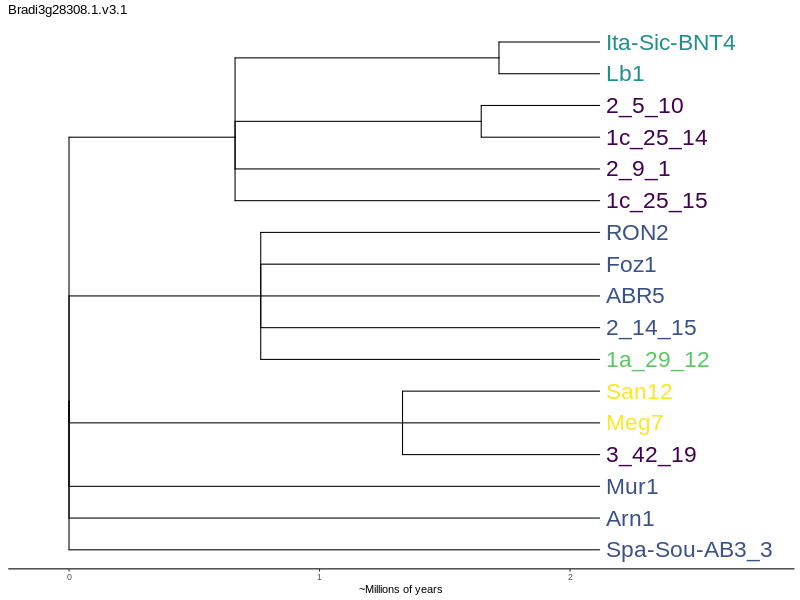 Bradi3g28308.1.v3.1
Ita-Sic-BNT4
Lb1
2_5_10
1c_25_14
2_9_1
1c_25_15
RON2
Foz1
ABR5
2_14_15
1a_29_12
San12
Meg7
3_42_19
Mur1
Arn1
Spa-Sou-AB3_3
0 1 2
~Millions of years